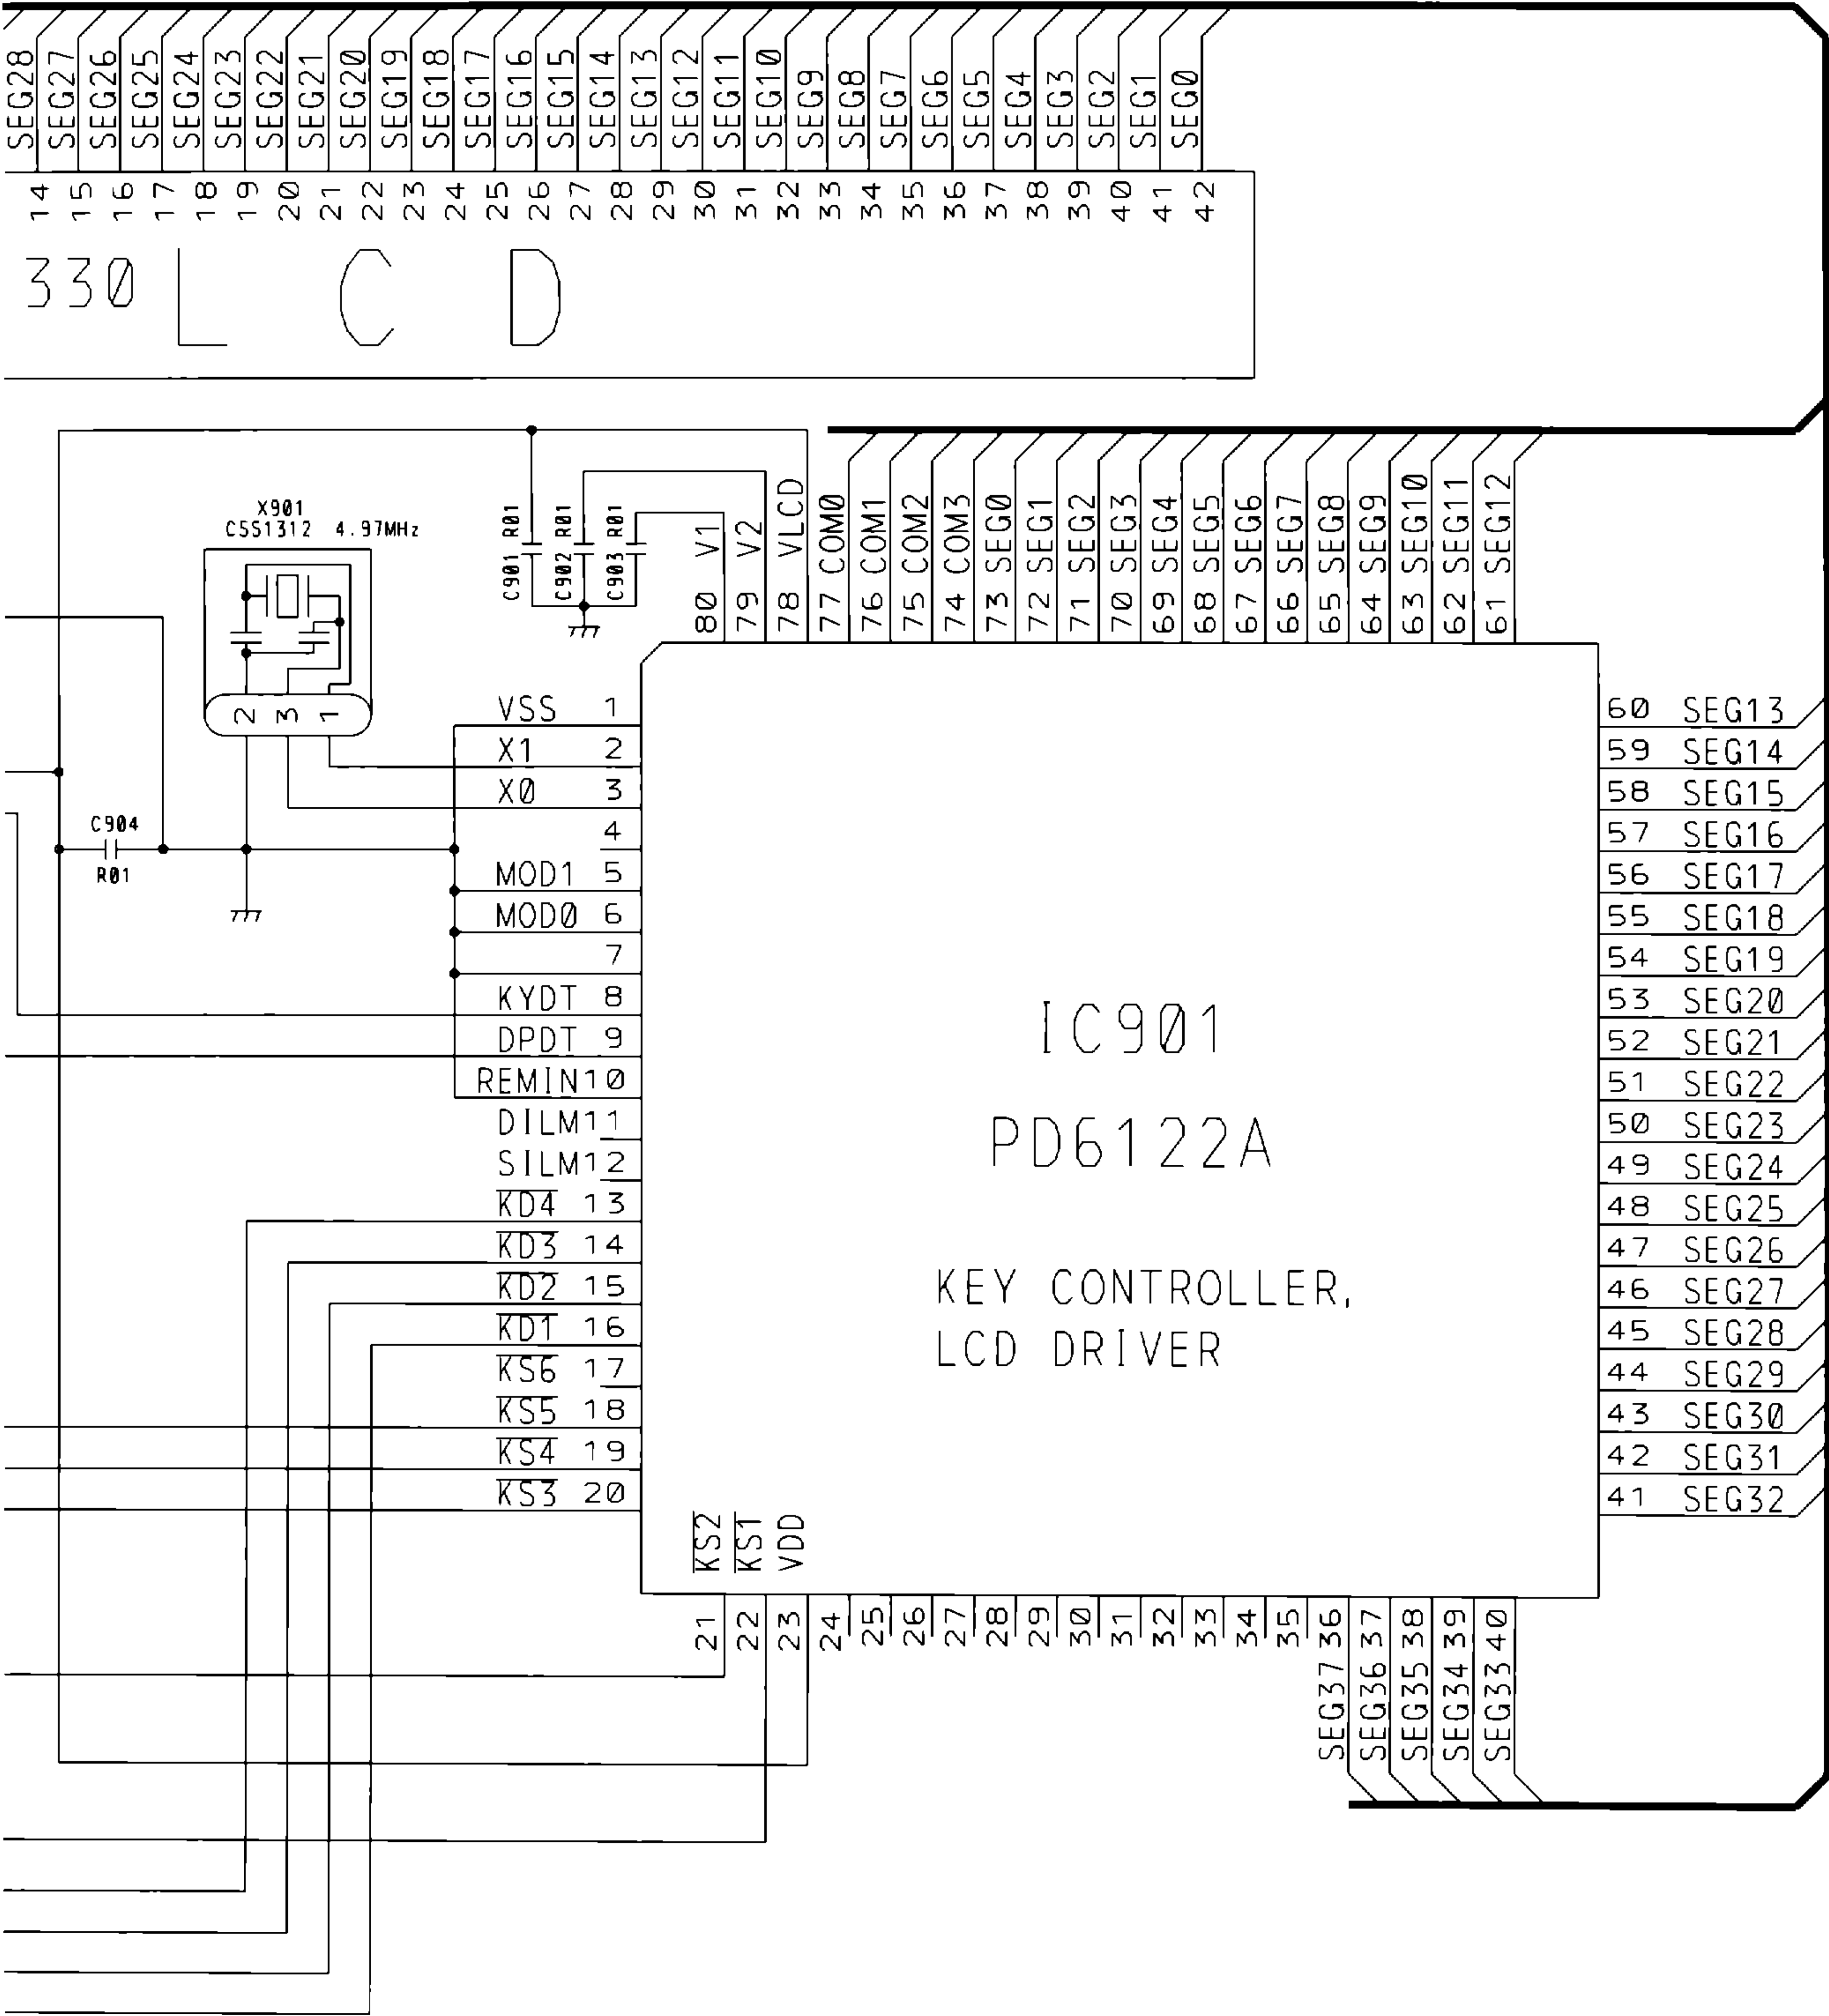 SEG28 SEG27 SEG26 SEG25 SEG24 SEG23 SEG22 SEG21 SEG20 SEG19 SEG18 SEG17 SEG16 SEG15 SEG14 SEG13 SEG12 SEG11 SEG10 SEG9 SEG8 SEG7 SEG6 SEG5 SEG4 SEG3 SEG2 SEG1 SEG0
14 15 16 17 18 19 20 21 22 23 24 25 26 27 28 29 30 31 32 33 34 35 36 37 38 39 40 41 42
330 L C D
X901
CSS1312 4.97MHz
2 3 1
C901 R01
C902 R01
C903 R01
80 V1
79 V2
78 VLCD
77 COM0
76 COM1
75 COM2
74 COM3
73 SEG0
72 SEG1
71 SEG2
70 SEG3
69 SEG4
68 SEG5
67 SEG6
66 SEG7
65 SEG8
64 SEG9
63 SEG10
62 SEG11
61 SEG12
C904
R01
VSS 1
X1 2
X0 3
4
MOD1 5
MOD0 6
7
KYDT 8
DPDT 9
REMIN10
DILM11
SILM12
KD4 13
KD3 14
KD2 15
KD1 16
KS6 17
KS5 18
KS4 19
KS3 20
IC901
PD6122A
KEY CONTROLLER,
LCD DRIVER
60 SEG13
59 SEG14
58 SEG15
57 SEG16
56 SEG17
55 SEG18
54 SEG19
53 SEG20
52 SEG21
51 SEG22
50 SEG23
49 SEG24
48 SEG25
47 SEG26
46 SEG27
45 SEG28
44 SEG29
43 SEG30
42 SEG31
41 SEG32
KS2 KS1 VDD
21 22 23 24 25 26 27 28 29 30 31 32 33 34 35
SEG37 36
SEG36 37
SEG35 38
SEG34 39
SEG33 40